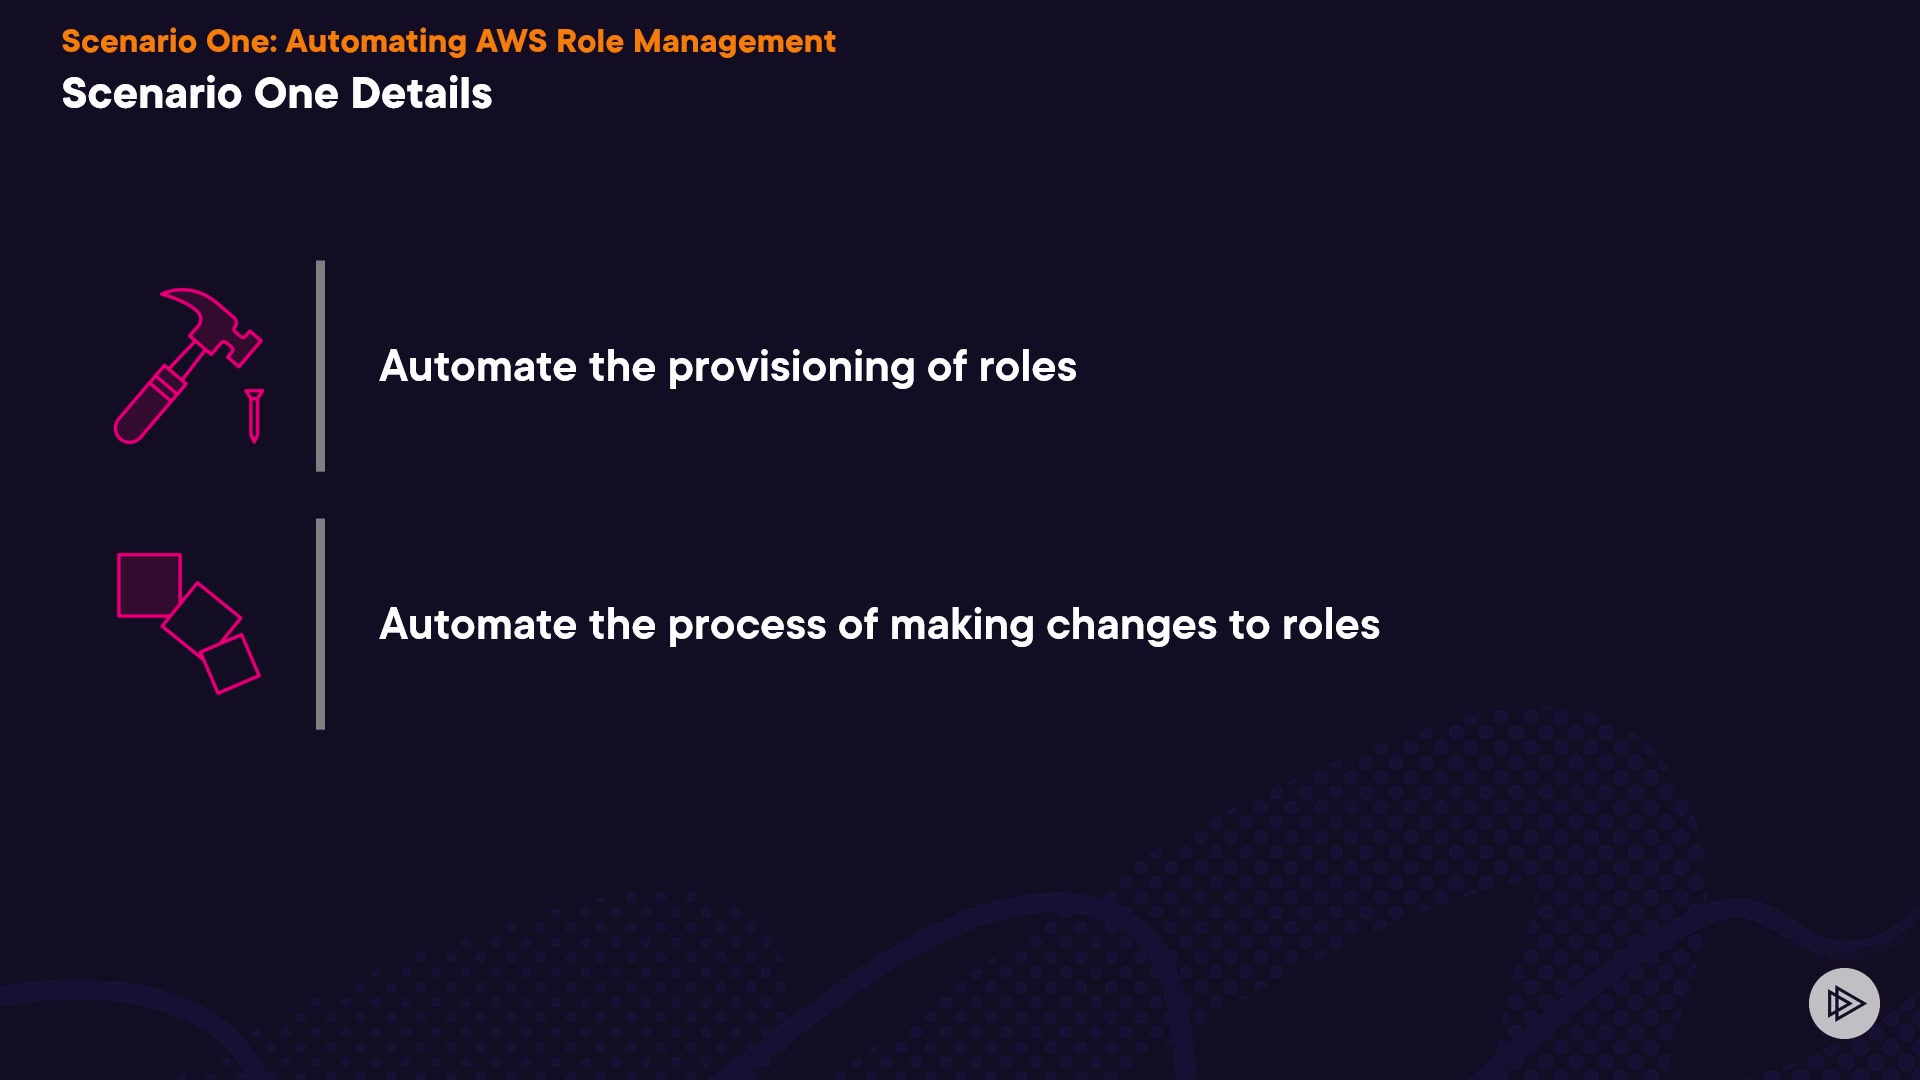 Scenario One: Automating AWS Role Management
Scenario One Details
Automate the provisioning of roles
Automate the process of making changes to roles